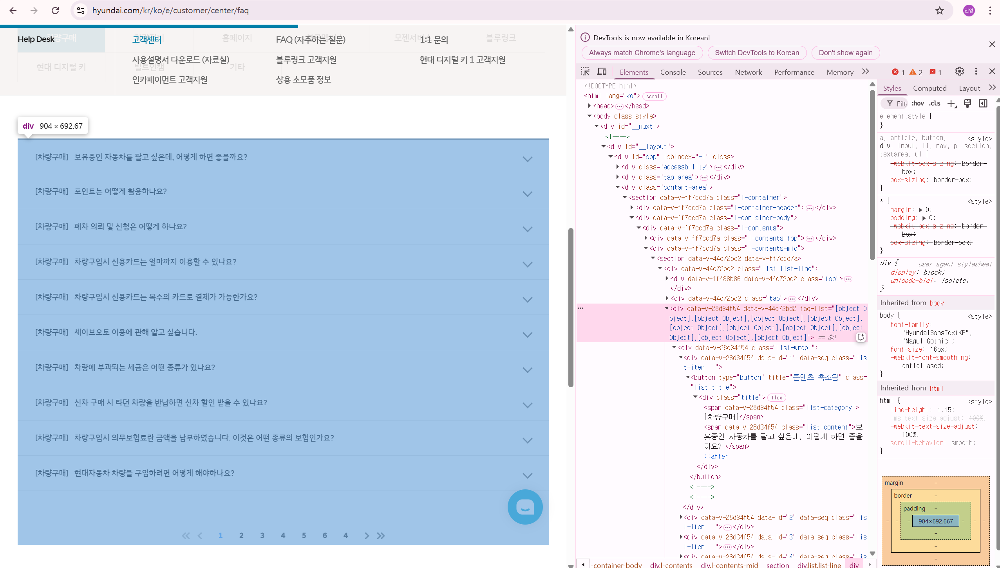 hyundai.com/kr/ko/e/customer/center/faq
진양
Help Desk
차량구매
고객센터
홈페이지
FAQ (자주하는 질문)
모젠서비스
1:1 문의
블루링크
현대 디지털 키
사용설명서 다운로드 (자료실)
빌트인캠
기타
블루링크 고객지원
현대 디지털 키 1 고객지원
인카페이먼트 고객지원
상용 소모품 정보
div 904 × 692.67
[차량구매] 보유중인 자동차를 팔고 싶은데, 어떻게 하면 좋을까요?
[차량구매] 포인트는 어떻게 활용하나요?
[차량구매] 폐차 의뢰 및 신청은 어떻게 하나요?
[차량구매] 차량구입시 신용카드는 얼마까지 이용할 수 있나요?
[차량구매] 차량구입시 신용카드는 복수의 카드로 결제가 가능한가요?
[차량구매] 세이브오토 이용에 관해 알고 싶습니다.
[차량구매] 차량에 부과되는 세금은 어떤 종류가 있나요?
[차량구매] 신차 구매 시 타던 차량을 반납하면 신차 할인 받을 수 있나요?
[차량구매] 차량구입시 의무보험료란 금액을 납부하였습니다. 이것은 어떤 종류의 보험인가요?
[차량구매] 현대자동차 차량을 구입하려면 어떻게 해야하나요?
1 2 3 4 5 6 4
DevTools is now available in Korean!
Always match Chrome's language Switch DevTools to Korean Don't show again
Elements Console Sources Network Performance Memory 1 2 1
<!DOCTYPE html>
<html lang="ko"> scroll
<head> ••• </head>
<body class style>
<div id="__nuxt">
<!---->
<div id="__layout">
<div id="app" tabindex="-1" class>
<div class="accessbility"> ••• </div>
<div class="tap-area"> ••• </div>
<div class="contant-area">
<section data-v-ff7ccd7a class="l-container">
<div data-v-ff7ccd7a class="l-container-header"> ••• </div>
<div data-v-ff7ccd7a class="l-container-body">
<div data-v-ff7ccd7a class="l-contents">
<div data-v-ff7ccd7a class="l-contents-top"> ••• </div>
<div data-v-ff7ccd7a class="l-contents-mid">
<section data-v-44c72bd2 data-v-ff7ccd7a>
<div data-v-44c72bd2 class="list list-line">
<div data-v-1f488b86 data-v-44c72bd2 class="tab"> •••
</div>
<div data-v-44c72bd2 class="tab"> ••• </div>
••• <div data-v-28d34f54 data-v-44c72bd2 faq-list="[object O
bject],[object Object],[object Object],[object Object],
[object Object],[object Object],[object Object],[object
Object],[object Object],[object Object]"> == $0
<div data-v-28d34f54 class="list-wrap ">
<div data-v-28d34f54 data-id="1" data-seq class="lis
t-item ">
<button type="button" title="콘텐츠 축소됨" class=
"list-title">
<div class="title"> flex
<span data-v-28d34f54 class="list-category">
[차량구매]</span>
<span data-v-28d34f54 class="list-content">보
유중인 자동차를 팔고 싶은데, 어떻게 하면 좋을
까요? </span>
::after
</div>
</button>
<!---->
<!---->
</div>
<div data-v-28d34f54 data-id="2" data-seq class="lis
t-item "> ••• </div>
<div data-v-28d34f54 data-id="3" data-seq class="lis
t-item "> ••• </div>
<div data-v-28d34f54 data-id="4" data-seq class="lis
l-container-body div.l-contents div.l-contents-mid section div.list.list-line div
Styles Computed Layout
Filt :hov .cls
element.style {
}
a, article, button, <style>
div, input, li, nav, p, section,
textarea, ul {
-webkit-box-sizing: border-
box;
box-sizing: border-box;
}
* { <style>
margin: 0;
padding: 0;
-webkit-box-sizing: border-
box;
box-sizing: border-box;
}
div { user agent stylesheet
display: block;
unicode-bidi: isolate;
}
Inherited from body
body { <style>
font-family:
"HyundaiSansTextKR",
"Magul Gothic";
font-size: 16px;
-webkit-font-smoothing:
antialiased;
}
Inherited from html
html { <style>
line-height: 1.15;
-ms-text-size-adjust: 100%;
-webkit-text-size-adjust:
100%;
scroll-behavior: smooth;
}
margin -
border -
padding -
- - - 904×692.667 - - -
-
-
-